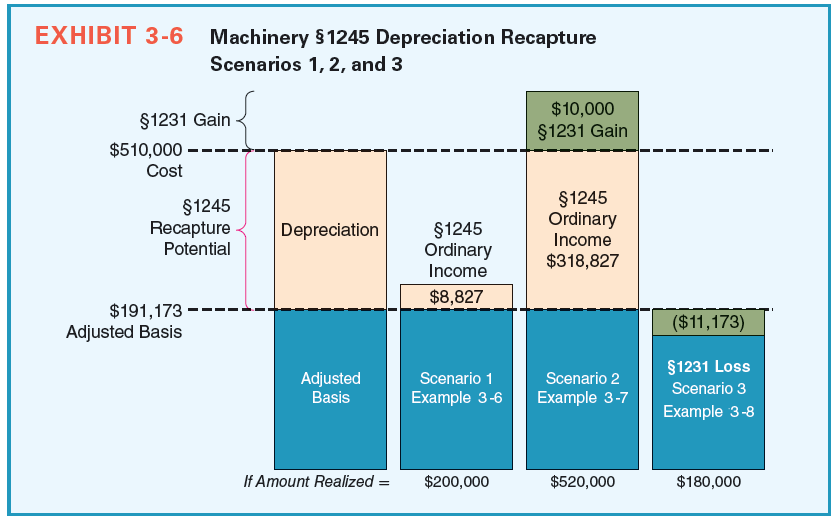 EXHIBIT 3-6 Machinery §1245 Depreciation Recapture
Scenarios 1, 2, and 3
§1231 Gain
$510,000
Cost
§1245
Recapture
Potential
$191,173
Adjusted Basis
Depreciation
Adjusted
Basis
§1245
Ordinary
Income
$8,827
Scenario 1
Example 3-6
$10,000
§1231 Gain
§1245
Ordinary
Income
$318,827
Scenario 2
Example 3-7
($11,173)
§1231 Loss
Scenario 3
Example 3-8
If Amount Realized = $200,000 $520,000 $180,000